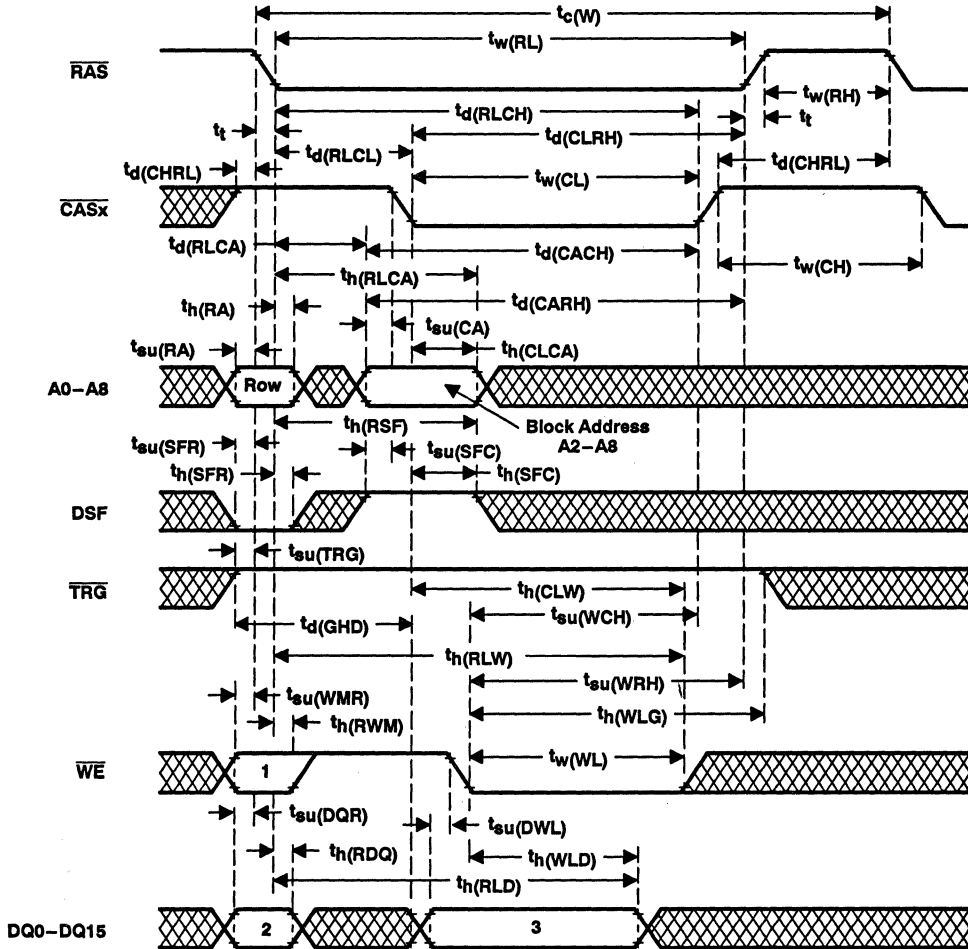 tc(W)
tw(RL)
RAS
tw(RH)
td(RLCH)
tt
tt
td(CLRH)
td(RLCL)
td(CHRL)
td(CHRL)
tw(CL)
CASx
td(RLCA)
td(CACH)
tw(CH)
th(RLCA)
th(RA)
td(CARH)
tsu(CA)
tsu(RA)
th(CLCA)
A0–A8
Row
th(RSF)
Block Address
A2–A8
tsu(SFR)
tsu(SFC)
th(SFR)
th(SFC)
DSF
tsu(TRG)
TRG
th(CLW)
tsu(WCH)
td(GHD)
th(RLW)
tsu(WRH)
tsu(WMR)
th(WLG)
th(RWM)
tw(WL)
WE
1
tsu(DQR)
tsu(DWL)
th(RDQ)
th(WLD)
th(RLD)
DQ0–DQ15
2
3